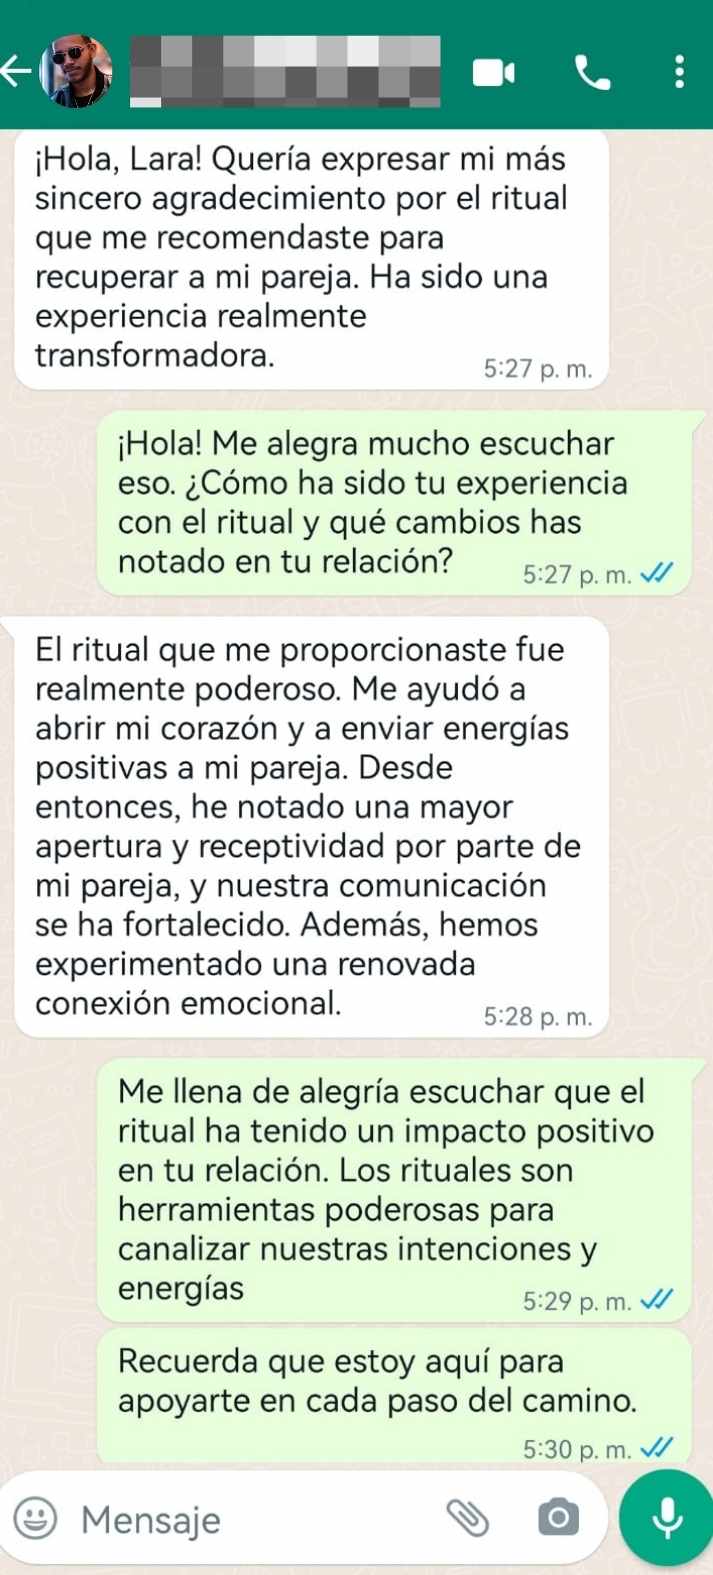 ¡Hola, Lara! Quería expresar mi más
sincero agradecimiento por el ritual
que me recomendaste para
recuperar a mi pareja. Ha sido una
experiencia realmente
transformadora.
5:27 p. m.
¡Hola! Me alegra mucho escuchar
eso. ¿Cómo ha sido tu experiencia
con el ritual y qué cambios has
notado en tu relación?
5:27 p. m.
El ritual que me proporcionaste fue
realmente poderoso. Me ayudó a
abrir mi corazón y a enviar energías
positivas a mi pareja. Desde
entonces, he notado una mayor
apertura y receptividad por parte de
mi pareja, y nuestra comunicación
se ha fortalecido. Además, hemos
experimentado una renovada
conexión emocional.
5:28 p. m.
Me llena de alegría escuchar que el
ritual ha tenido un impacto positivo
en tu relación. Los rituales son
herramientas poderosas para
canalizar nuestras intenciones y
energías
5:29 p. m.
Recuerda que estoy aquí para
apoyarte en cada paso del camino.
5:30 p. m.
Mensaje